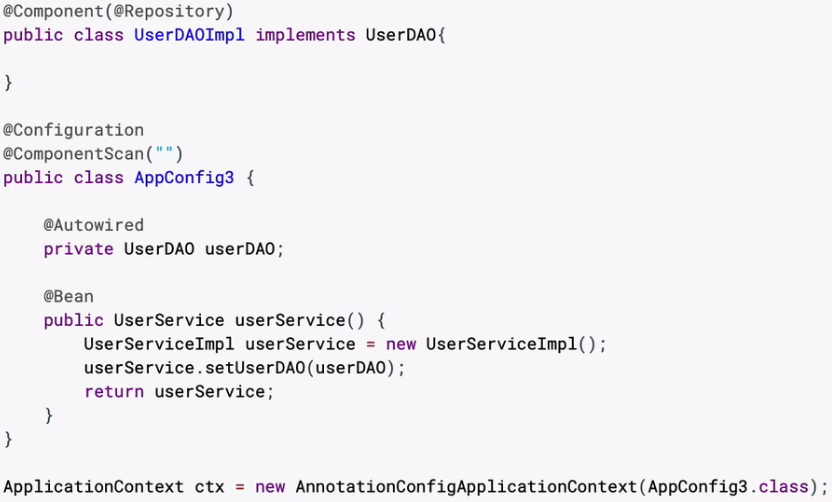 @Component(@Repository)
public class UserDAOImpl implements UserDAO{
}
@Configuration
@ComponentScan("")
public class AppConfig3 {
    @Autowired
    private UserDAO userDAO;
    @Bean
    public UserService userService() {
        UserServiceImpl userService = new UserServiceImpl();
        userService.setUserDAO(userDAO);
        return userService;
    }
}
ApplicationContext ctx = new AnnotationConfigApplicationContext(AppConfig3.class);